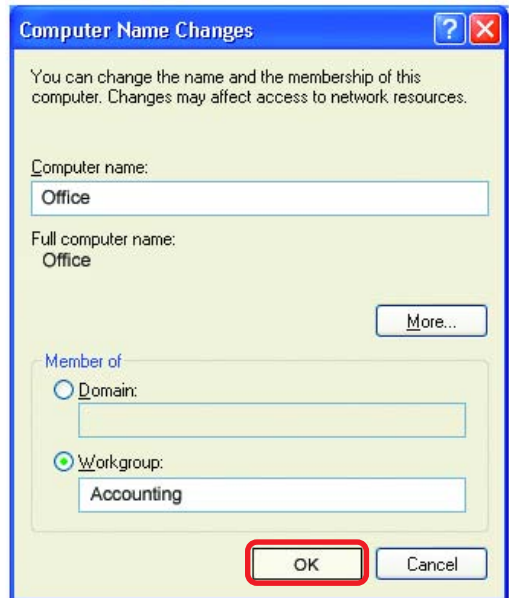 Computer Name Changes
?
You can change the name and the membership of this
computer. Changes may affect access to network resources.
Computer name:
Office
Full computer name:
Office
More...
Member of
Domain:
Workgroup:
Accounting
OK
Cancel